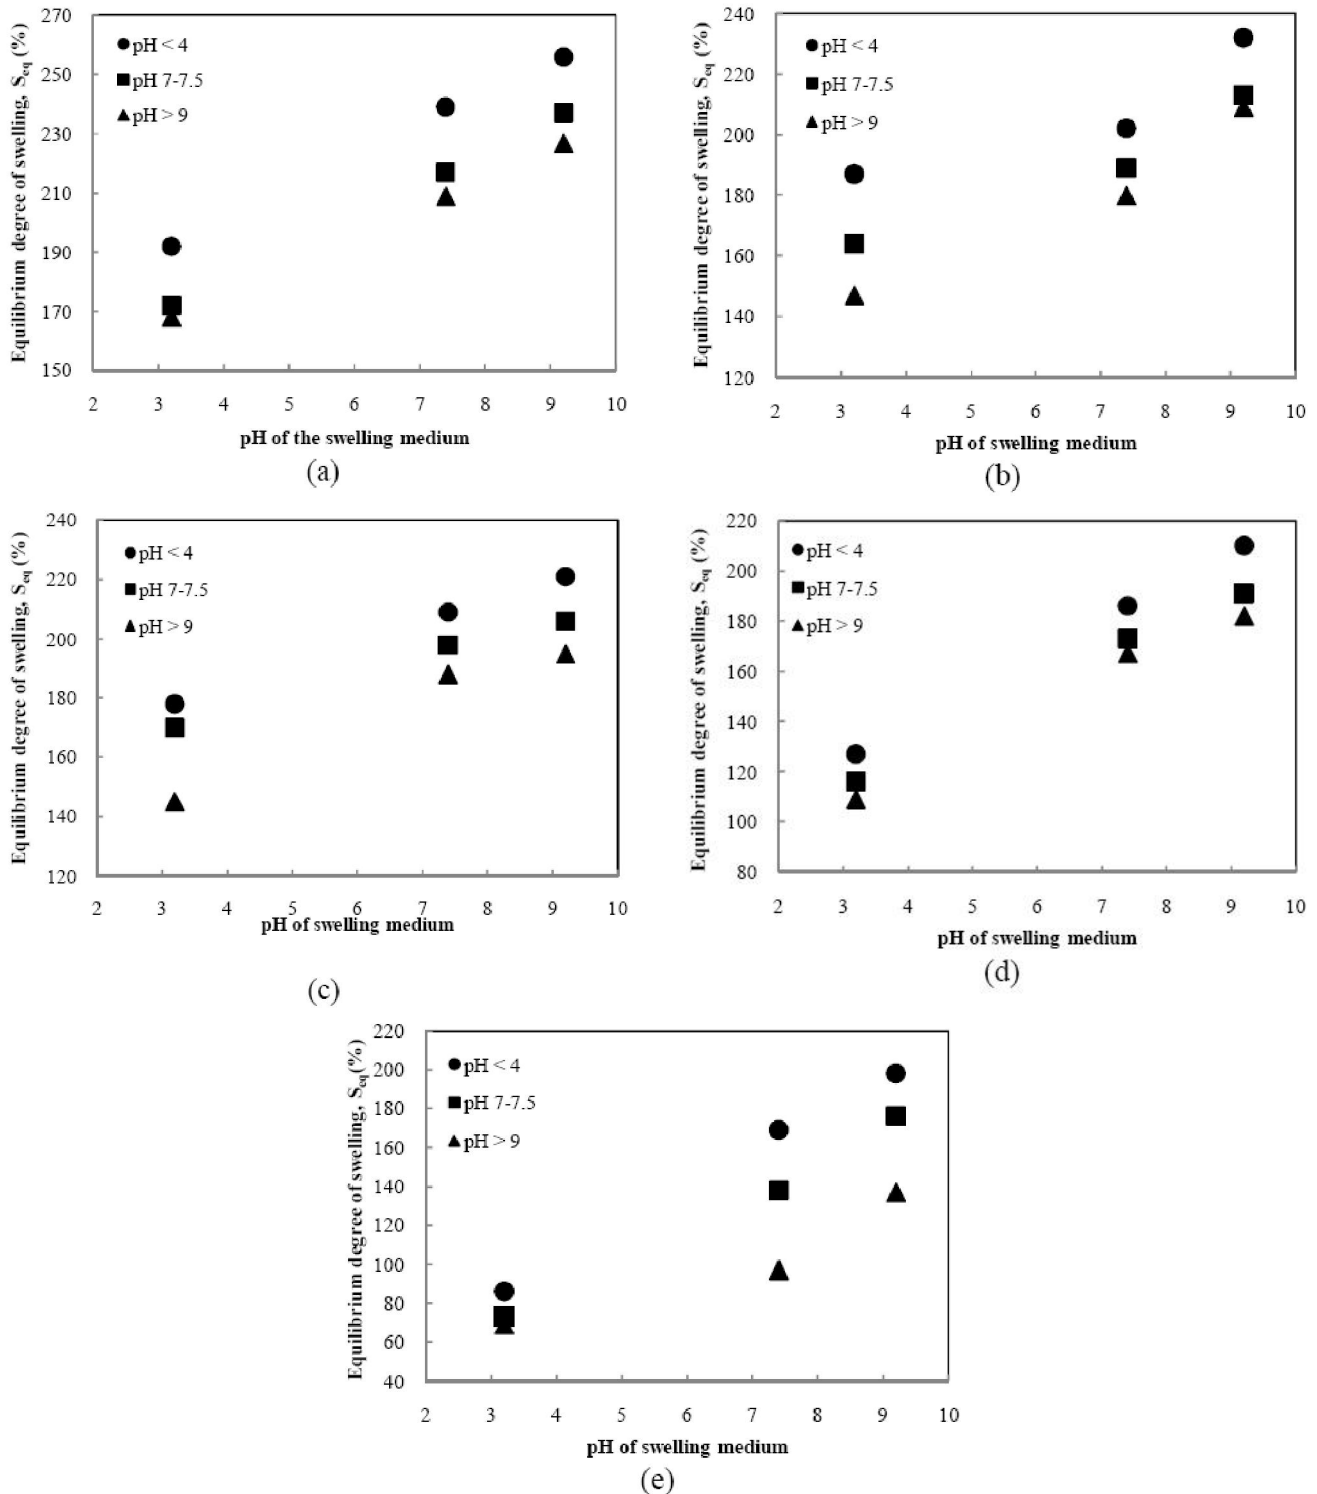 270
250
230
210
190
170
150
Equilibrium degree of swelling, Seq (%)
pH < 4
pH 7-7.5
pH > 9
2 3 4 5 6 7 8 9 10
pH of the swelling medium
(a)
240
220
200
180
160
140
120
Equilibrium degree of swelling, Seq (%)
pH < 4
pH 7-7.5
pH > 9
2 3 4 5 6 7 8 9 10
pH of swelling medium
(b)
240
220
200
180
160
140
120
Equilibrium degree of swelling, Seq (%)
pH < 4
pH 7-7.5
pH > 9
2 3 4 5 6 7 8 9 10
pH of swelling medium
(c)
220
200
180
160
140
120
100
80
Equilibrium degree of swelling, Seq (%)
pH < 4
pH 7-7.5
pH > 9
2 3 4 5 6 7 8 9 10
pH of swelling medium
(d)
220
200
180
160
140
120
100
80
60
40
Equilibrium degree of swelling, Seq(%)
pH < 4
pH 7-7.5
pH > 9
2 3 4 5 6 7 8 9 10
pH of swelling medium
(e)